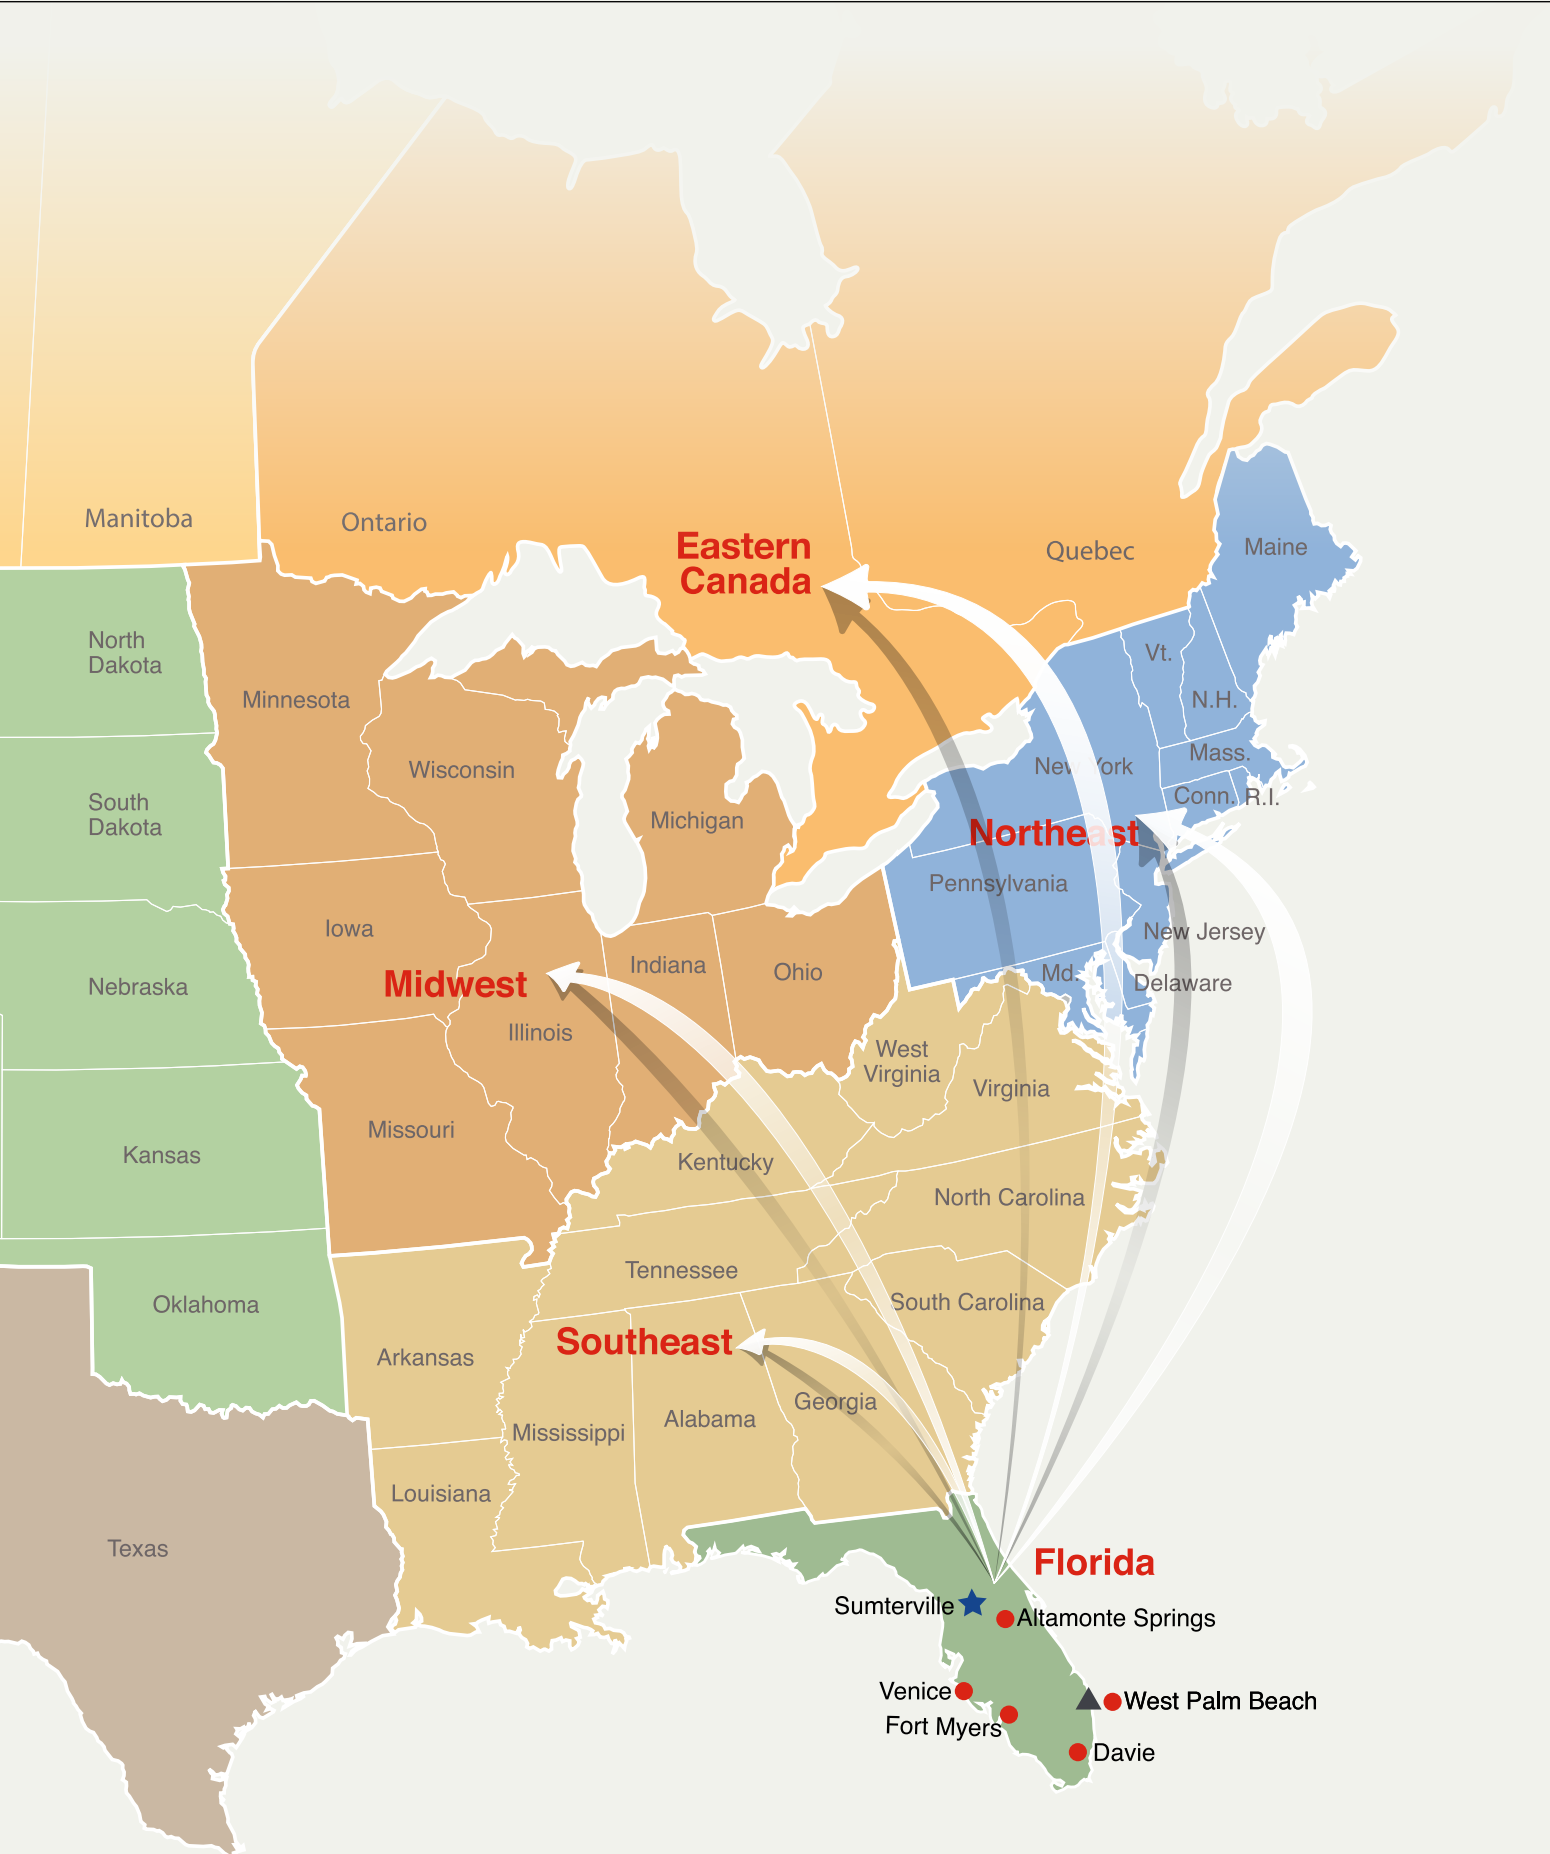 Manitoba
Ontario
Eastern
Canada
Quebec
Maine
North
Dakota
Minnesota
Vt.
N.H.
Wisconsin
New York
Mass.
South
Dakota
Michigan
Conn.
R.I.
Northeast
Pennsylvania
Iowa
New Jersey
Indiana
Ohio
Md.
Delaware
Nebraska
Midwest
Illinois
West
Virginia
Virginia
Missouri
Kansas
Kentucky
North Carolina
Tennessee
Oklahoma
South Carolina
Southeast
Arkansas
Georgia
Alabama
Mississippi
Louisiana
Texas
Florida
Sumterville
Altamonte Springs
Venice
West Palm Beach
Fort Myers
Davie